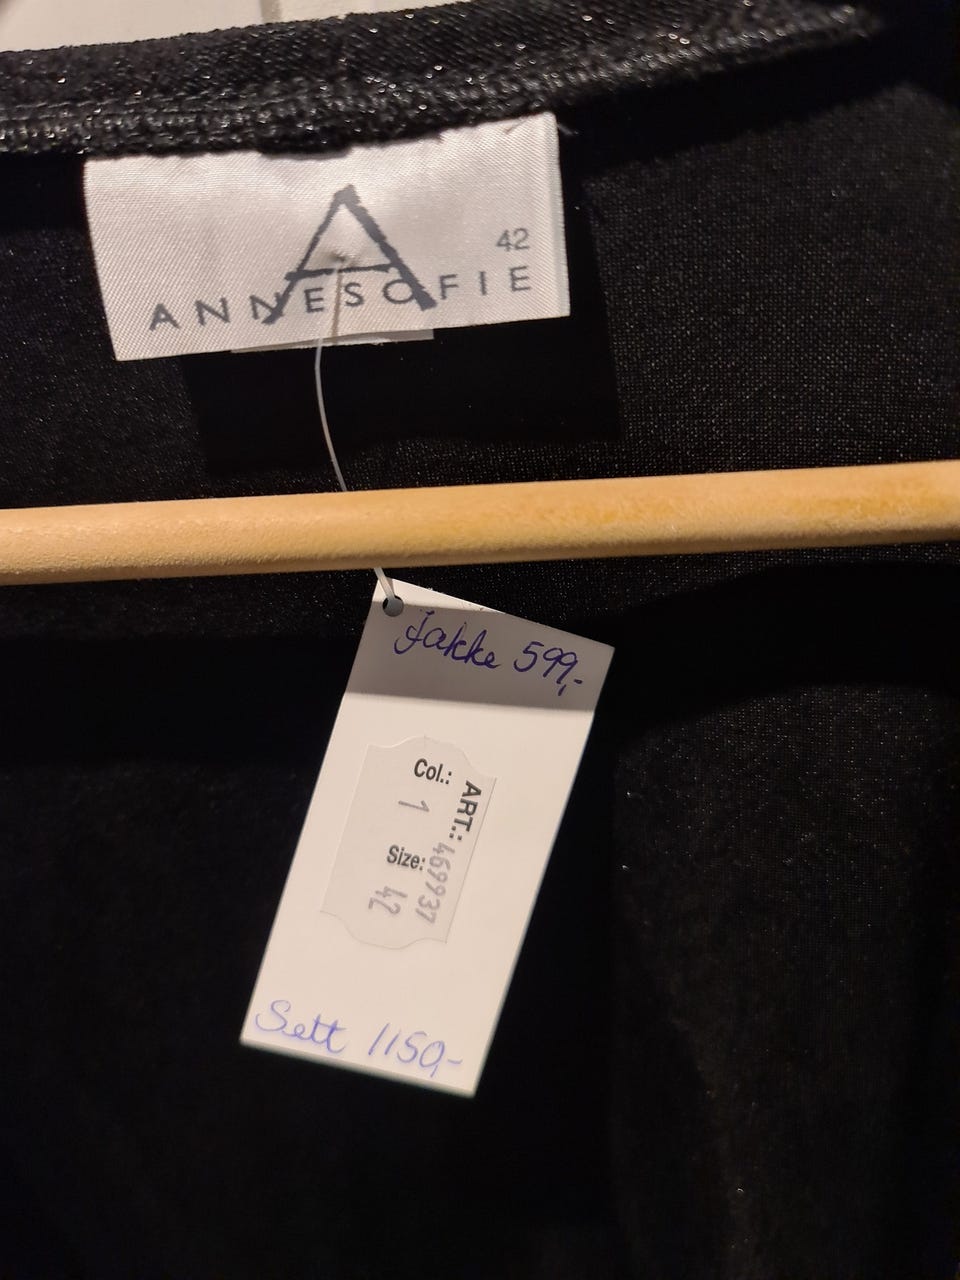 A
42
ANNESOFIE
jakke 599,-
ART.: 469937
Col.: 1 Size: 42
Sett 1150,-